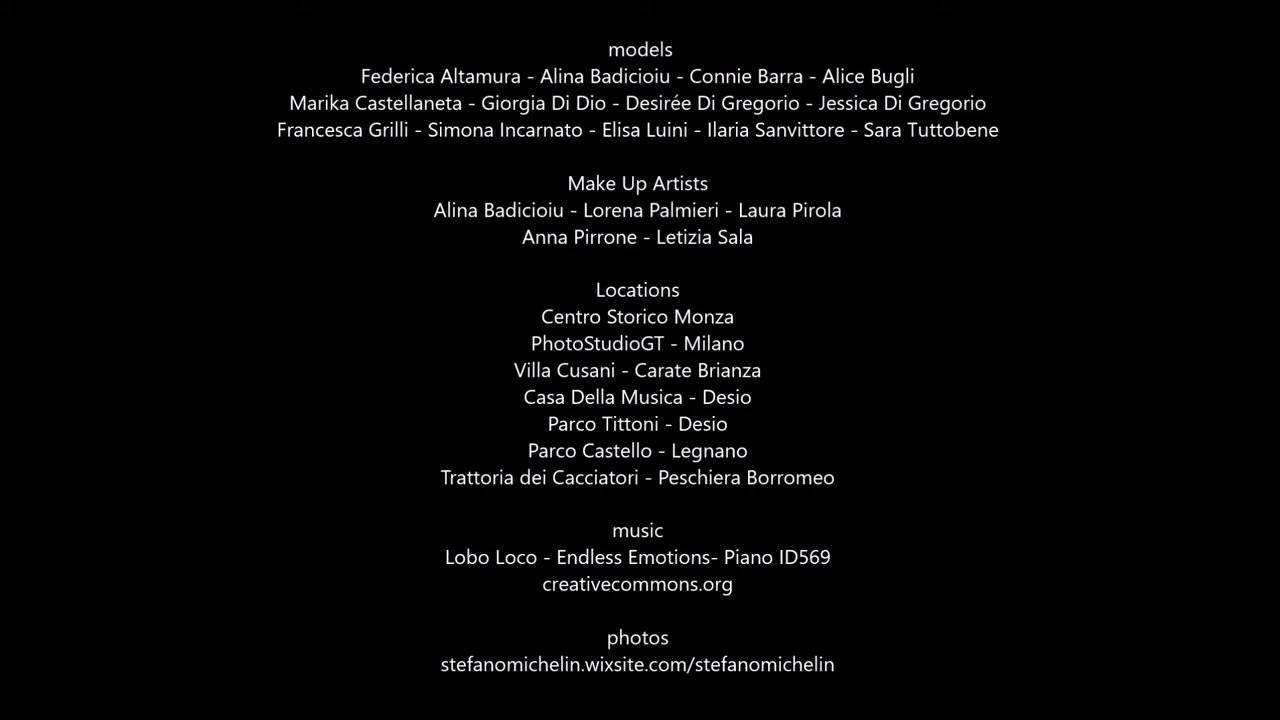 models
Federica Altamura - Alina Badicioiu - Connie Barra - Alice Bugli
Marika Castellaneta - Giorgia Di Dio - Desirée Di Gregorio - Jessica Di Gregorio
Francesca Grilli - Simona Incarnato - Elisa Luini - Ilaria Sanvittore - Sara Tuttobene
Make Up Artists
Alina Badicioiu - Lorena Palmieri - Laura Pirola
Anna Pirrone - Letizia Sala
Locations
Centro Storico Monza
PhotoStudioGT - Milano
Villa Cusani - Carate Brianza
Casa Della Musica - Desio
Parco Tittoni - Desio
Parco Castello - Legnano
Trattoria dei Cacciatori - Peschiera Borromeo
music
Lobo Loco - Endless Emotions- Piano ID569
creativecommons.org
photos
stefanomichelin.wixsite.com/stefanomichelin